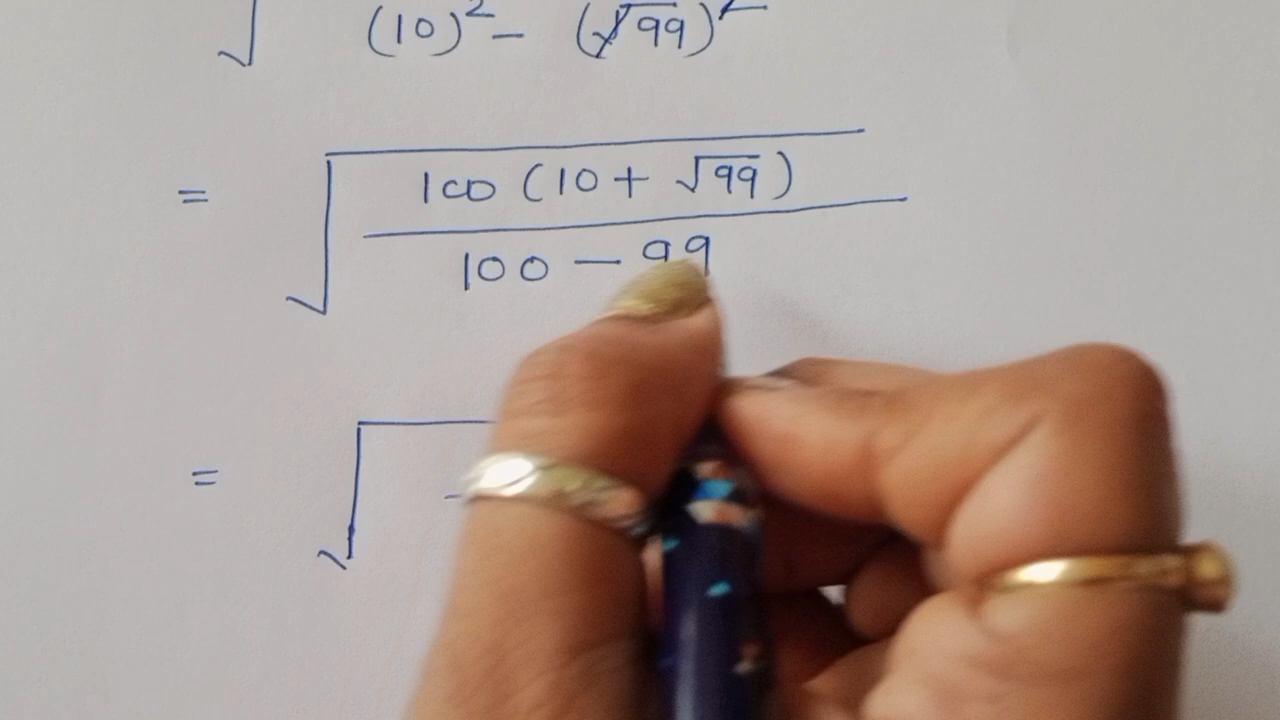 √ (10)² - (√99)²
= √ 100 (10 + √99)
100 - 99
= √